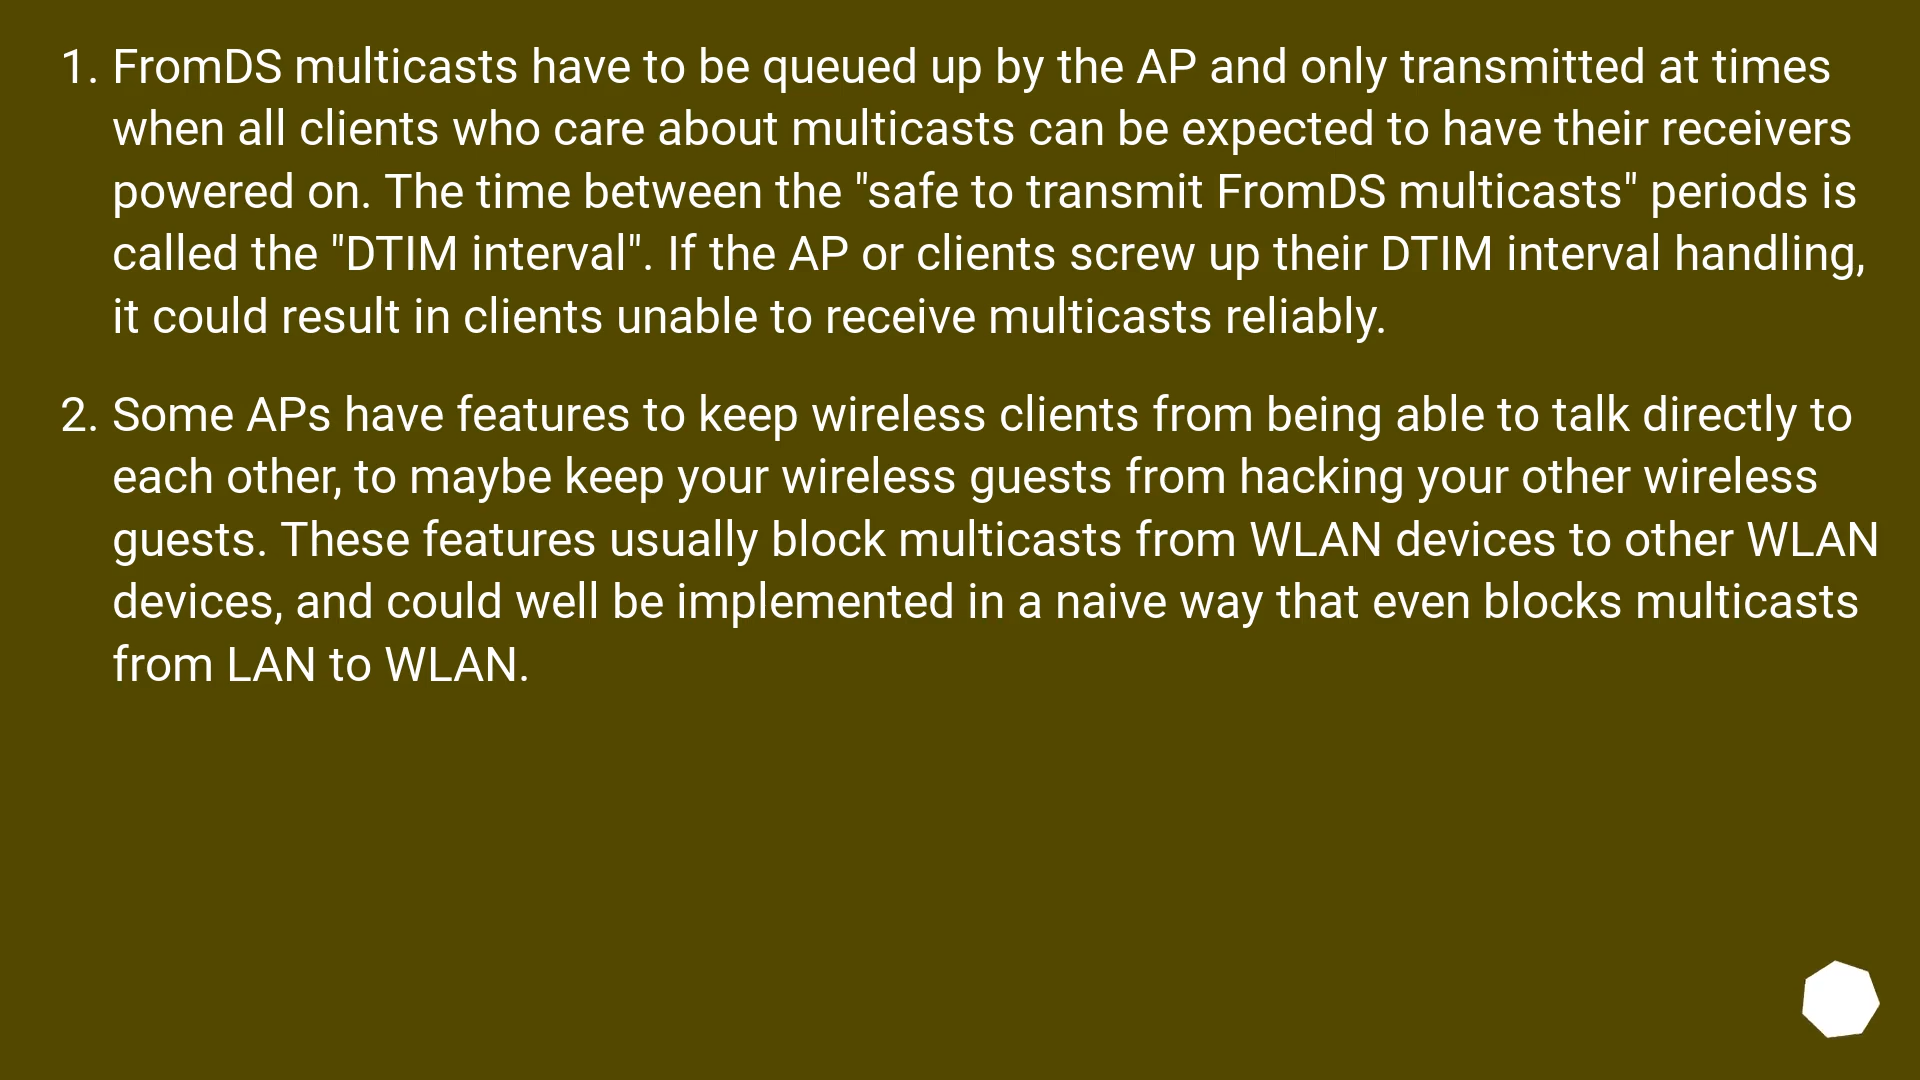 1. FromDS multicasts have to be queued up by the AP and only transmitted at times
when all clients who care about multicasts can be expected to have their receivers
powered on. The time between the "safe to transmit FromDS multicasts" periods is
called the "DTIM interval". If the AP or clients screw up their DTIM interval handling,
it could result in clients unable to receive multicasts reliably.
2. Some APs have features to keep wireless clients from being able to talk directly to
each other, to maybe keep your wireless guests from hacking your other wireless
guests. These features usually block multicasts from WLAN devices to other WLAN
devices, and could well be implemented in a naive way that even blocks multicasts
from LAN to WLAN.